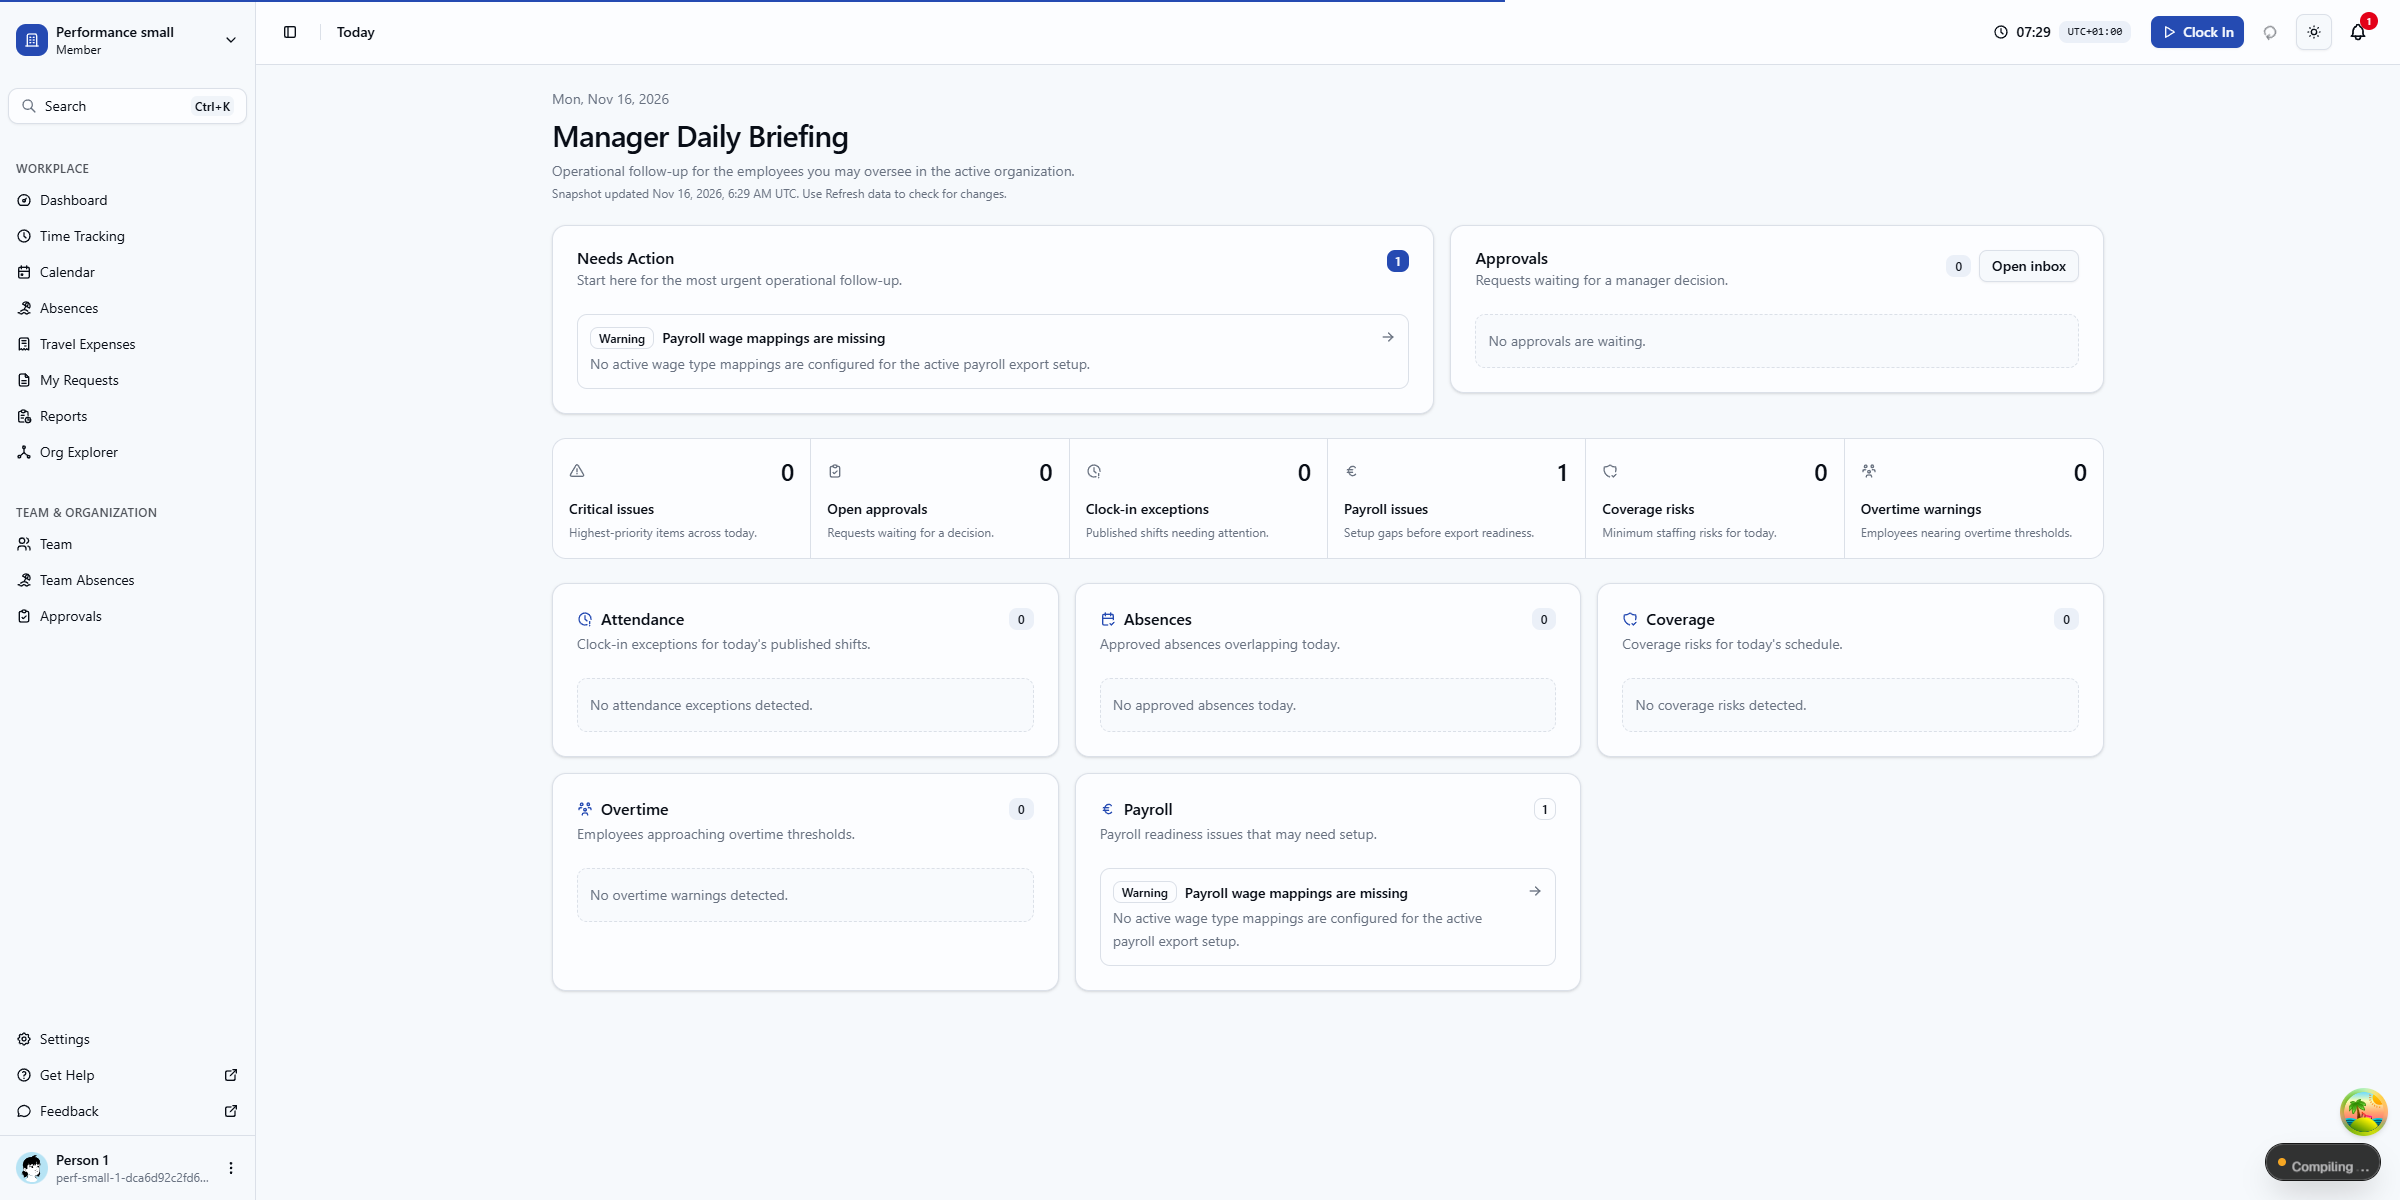 Performance small
Member
Search
Ctrl+K
WORKPLACE
Dashboard
Time Tracking
Calendar
Absences
Travel Expenses
My Requests
Reports
Org Explorer
TEAM & ORGANIZATION
Team
Team Absences
Approvals
Settings
Get Help
Feedback
Person 1
perf-small-1-dca6d92c2fd6...
Today
07:29
UTC+01:00
Clock In
1
Mon, Nov 16, 2026
Manager Daily Briefing
Operational follow-up for the employees you may oversee in the active organization.
Snapshot updated Nov 16, 2026, 6:29 AM UTC. Use Refresh data to check for changes.
Needs Action
1
Start here for the most urgent operational follow-up.
Warning
Payroll wage mappings are missing
No active wage type mappings are configured for the active payroll export setup.
Approvals
0
Open inbox
Requests waiting for a manager decision.
No approvals are waiting.
0
Critical issues
Highest-priority items across today.
0
Open approvals
Requests waiting for a decision.
0
Clock-in exceptions
Published shifts needing attention.
1
Payroll issues
Setup gaps before export readiness.
0
Coverage risks
Minimum staffing risks for today.
0
Overtime warnings
Employees nearing overtime thresholds.
Attendance
0
Clock-in exceptions for today's published shifts.
No attendance exceptions detected.
Absences
0
Approved absences overlapping today.
No approved absences today.
Coverage
0
Coverage risks for today's schedule.
No coverage risks detected.
Overtime
0
Employees approaching overtime thresholds.
No overtime warnings detected.
Payroll
1
Payroll readiness issues that may need setup.
Warning
Payroll wage mappings are missing
No active wage type mappings are configured for the active
payroll export setup.
Compiling ...